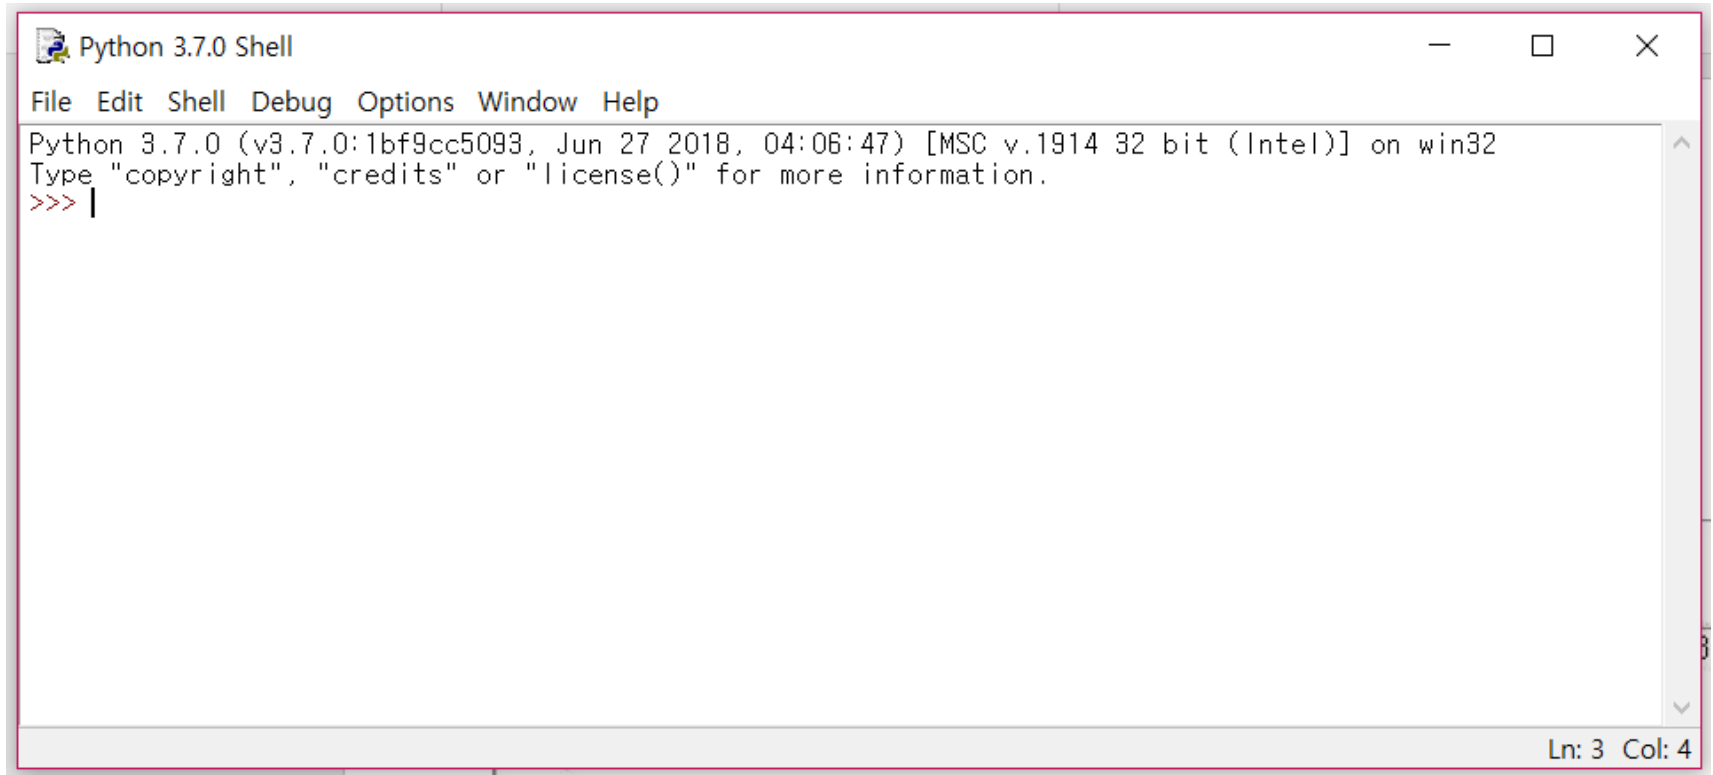 Python 3.7.0 Shell
File Edit Shell Debug Options Window Help
Python 3.7.0 (v3.7.0:1bf9cc5093, Jun 27 2018, 04:06:47) [MSC v.1914 32 bit (Intel)] on win32
Type "copyright", "credits" or "license()" for more information.
>>>
Ln: 3 Col: 4